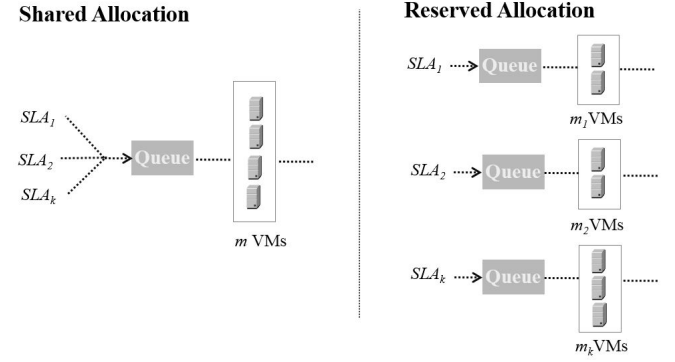 Shared Allocation
SLA1
SLA2
SLAk
Queue
m VMs
Reserved Allocation
SLA1
Queue
m1VMs
SLA2
Queue
m2VMs
SLAk
Queue
mkVMs